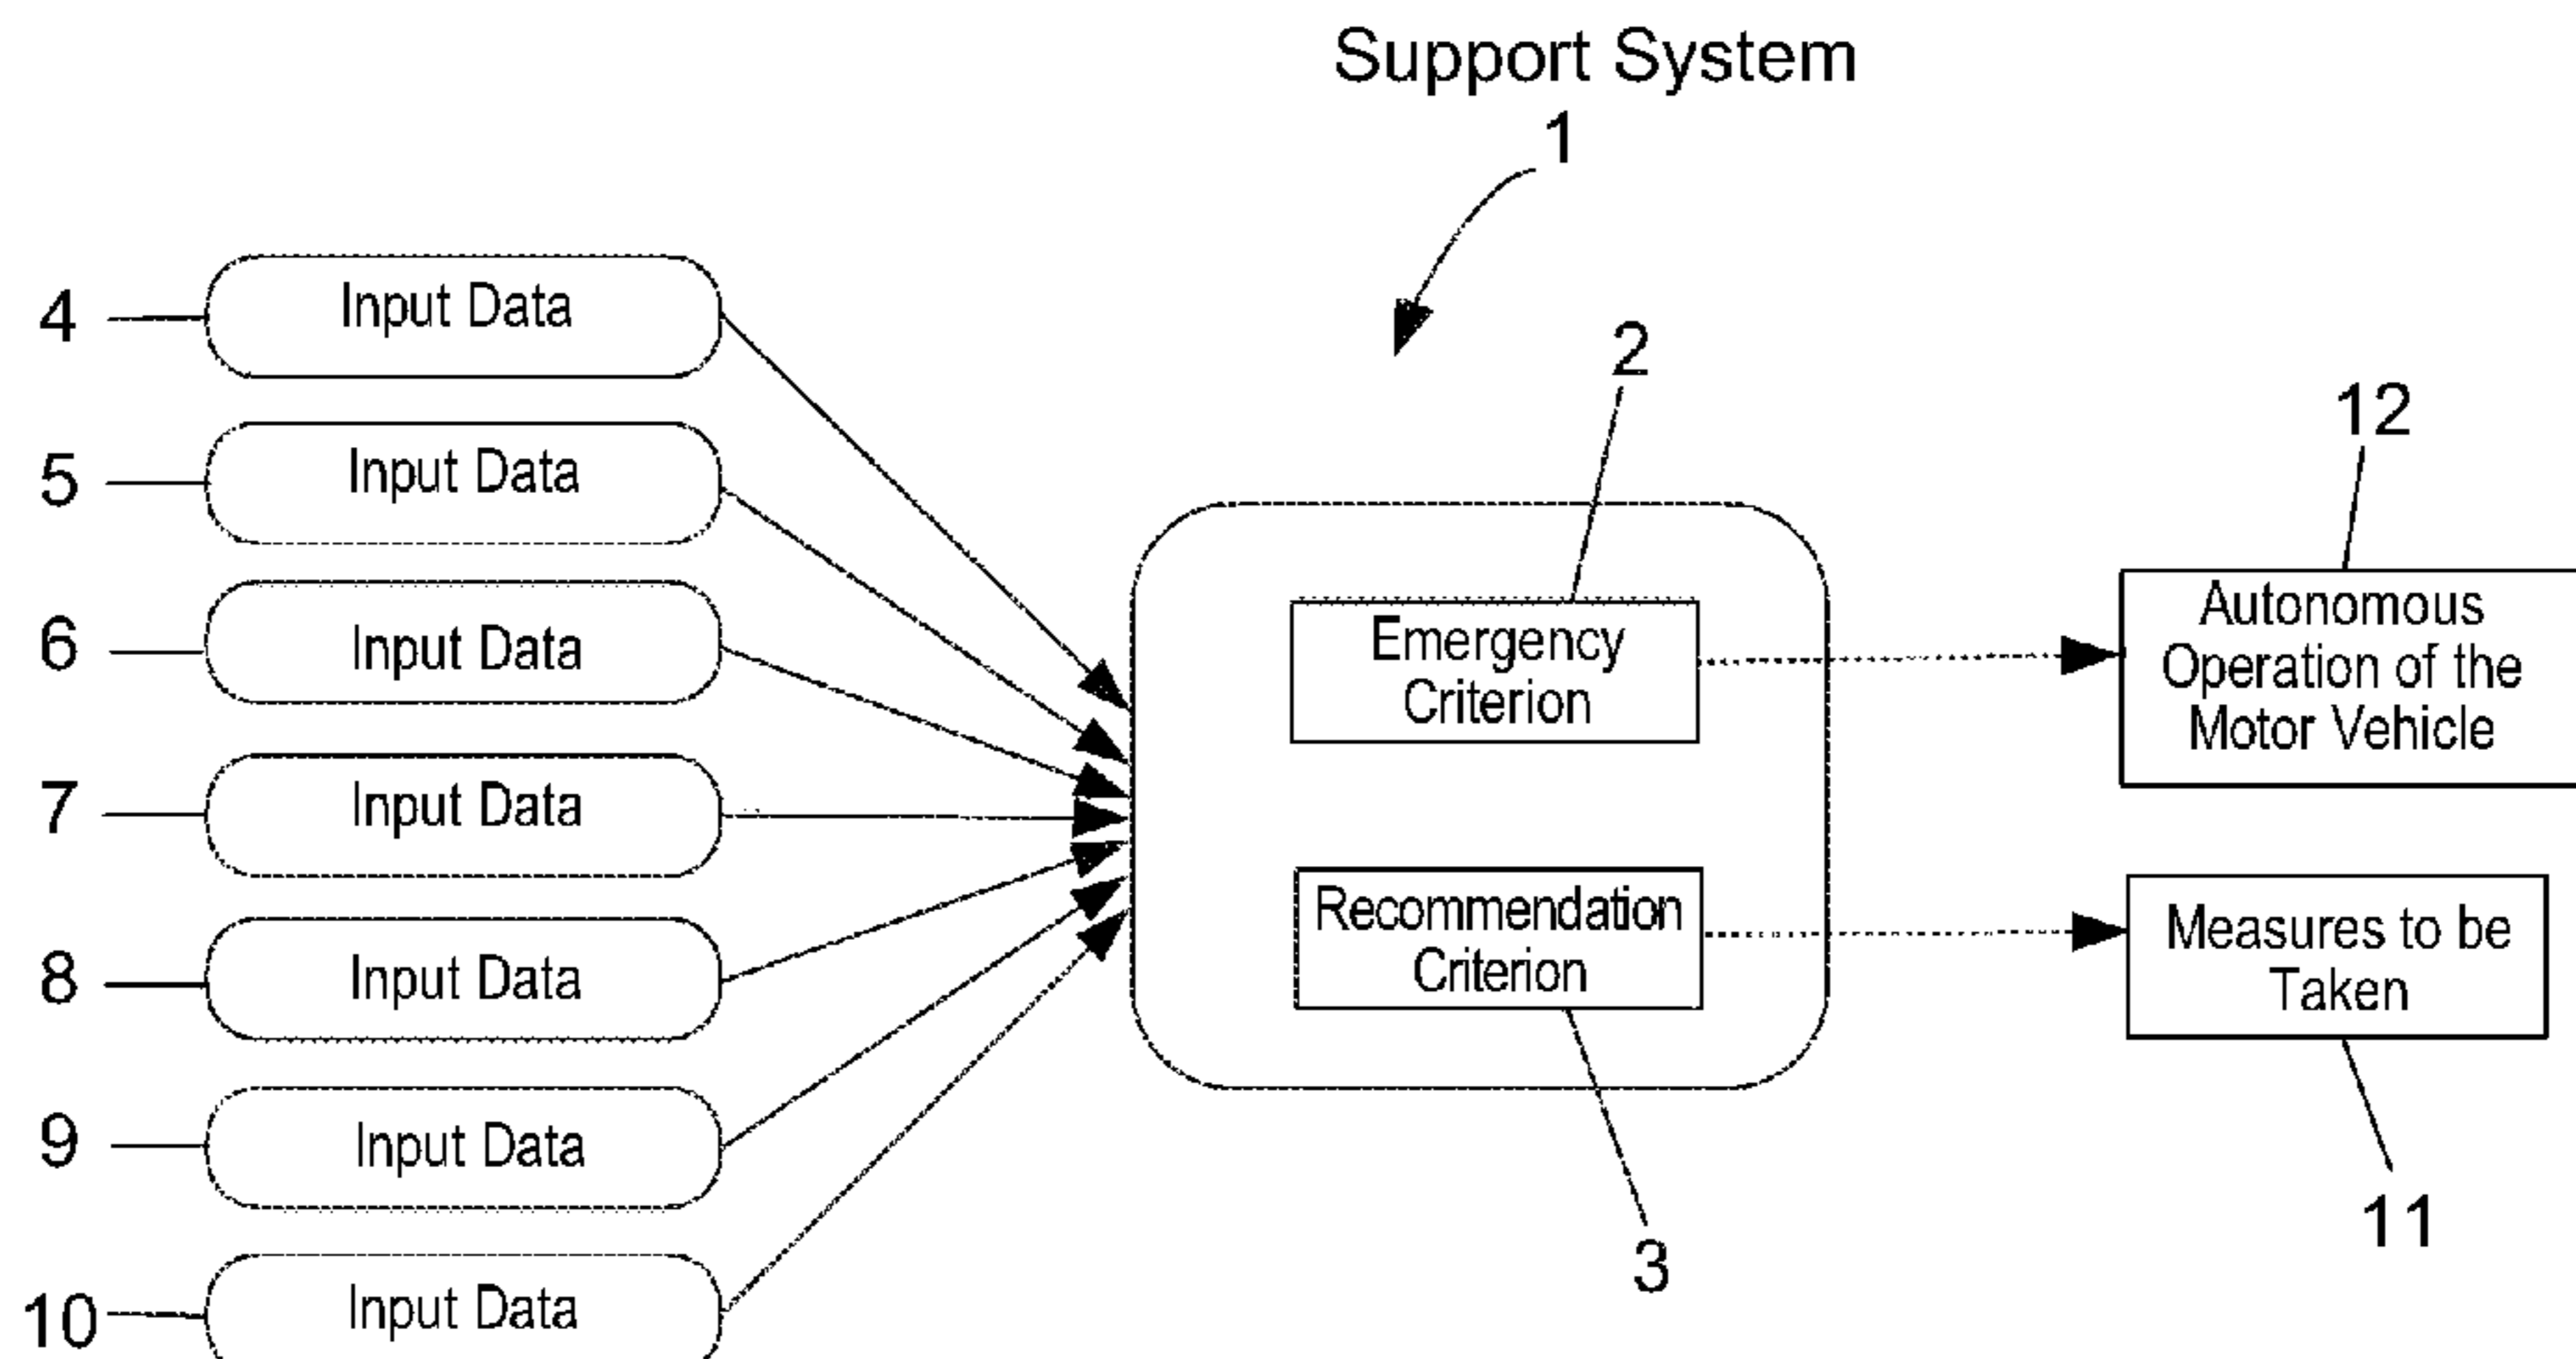 Support System
1
4
Input Data
5
Input Data
6
Input Data
7
Input Data
8
Input Data
9
Input Data
10
Input Data
2
Emergency
Criterion
Recommendation
Criterion
3
12
Autonomous
Operation of the
Motor Vehicle
Measures to be
Taken
11